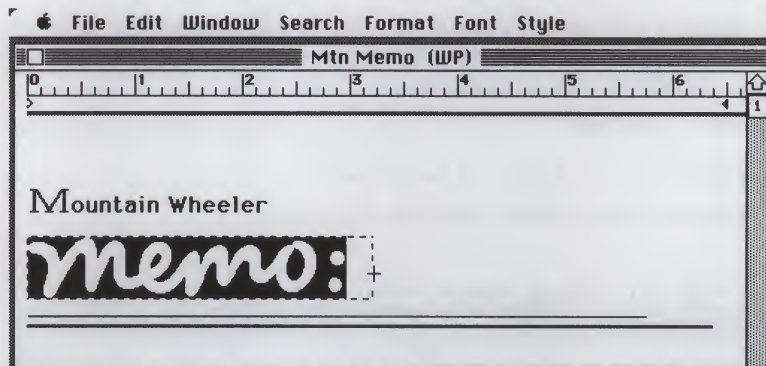 File Edit Window Search Format Font Style
Mtn Memo (WP)
0 1 2 3 4 5 6
1
Mountain Wheeler
memo: